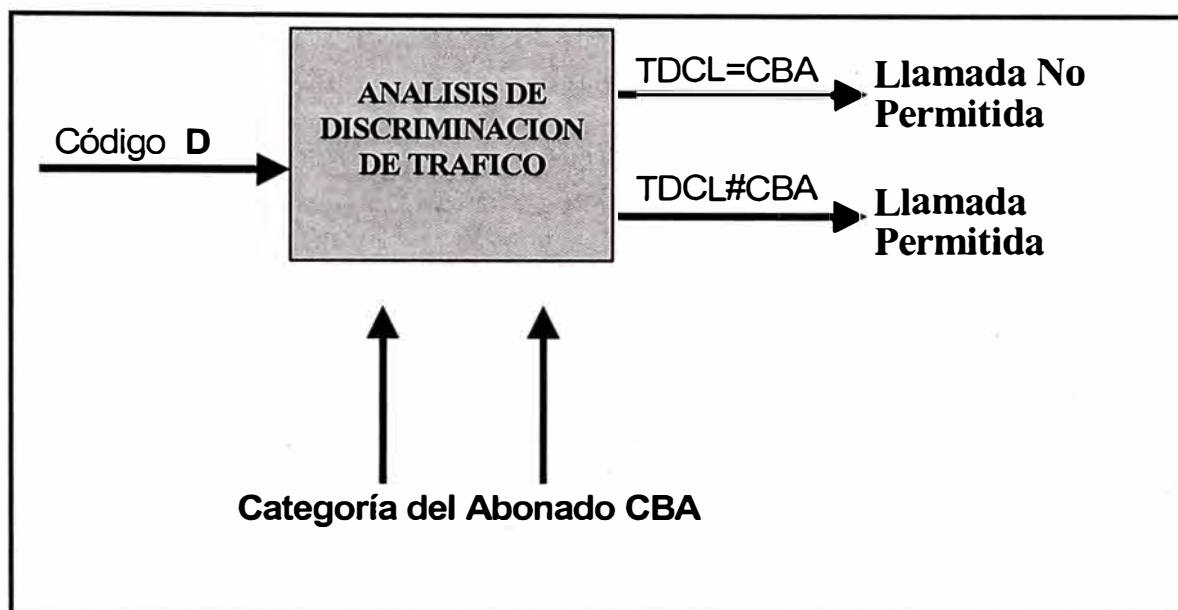 Código D
ANALISIS DE
DISCRIMINACION
DE TRAFICO
TDCL=CBA
Llamada No
Permitida
TDCL#CBA
Llamada
Permitida
Categoría del Abonado CBA